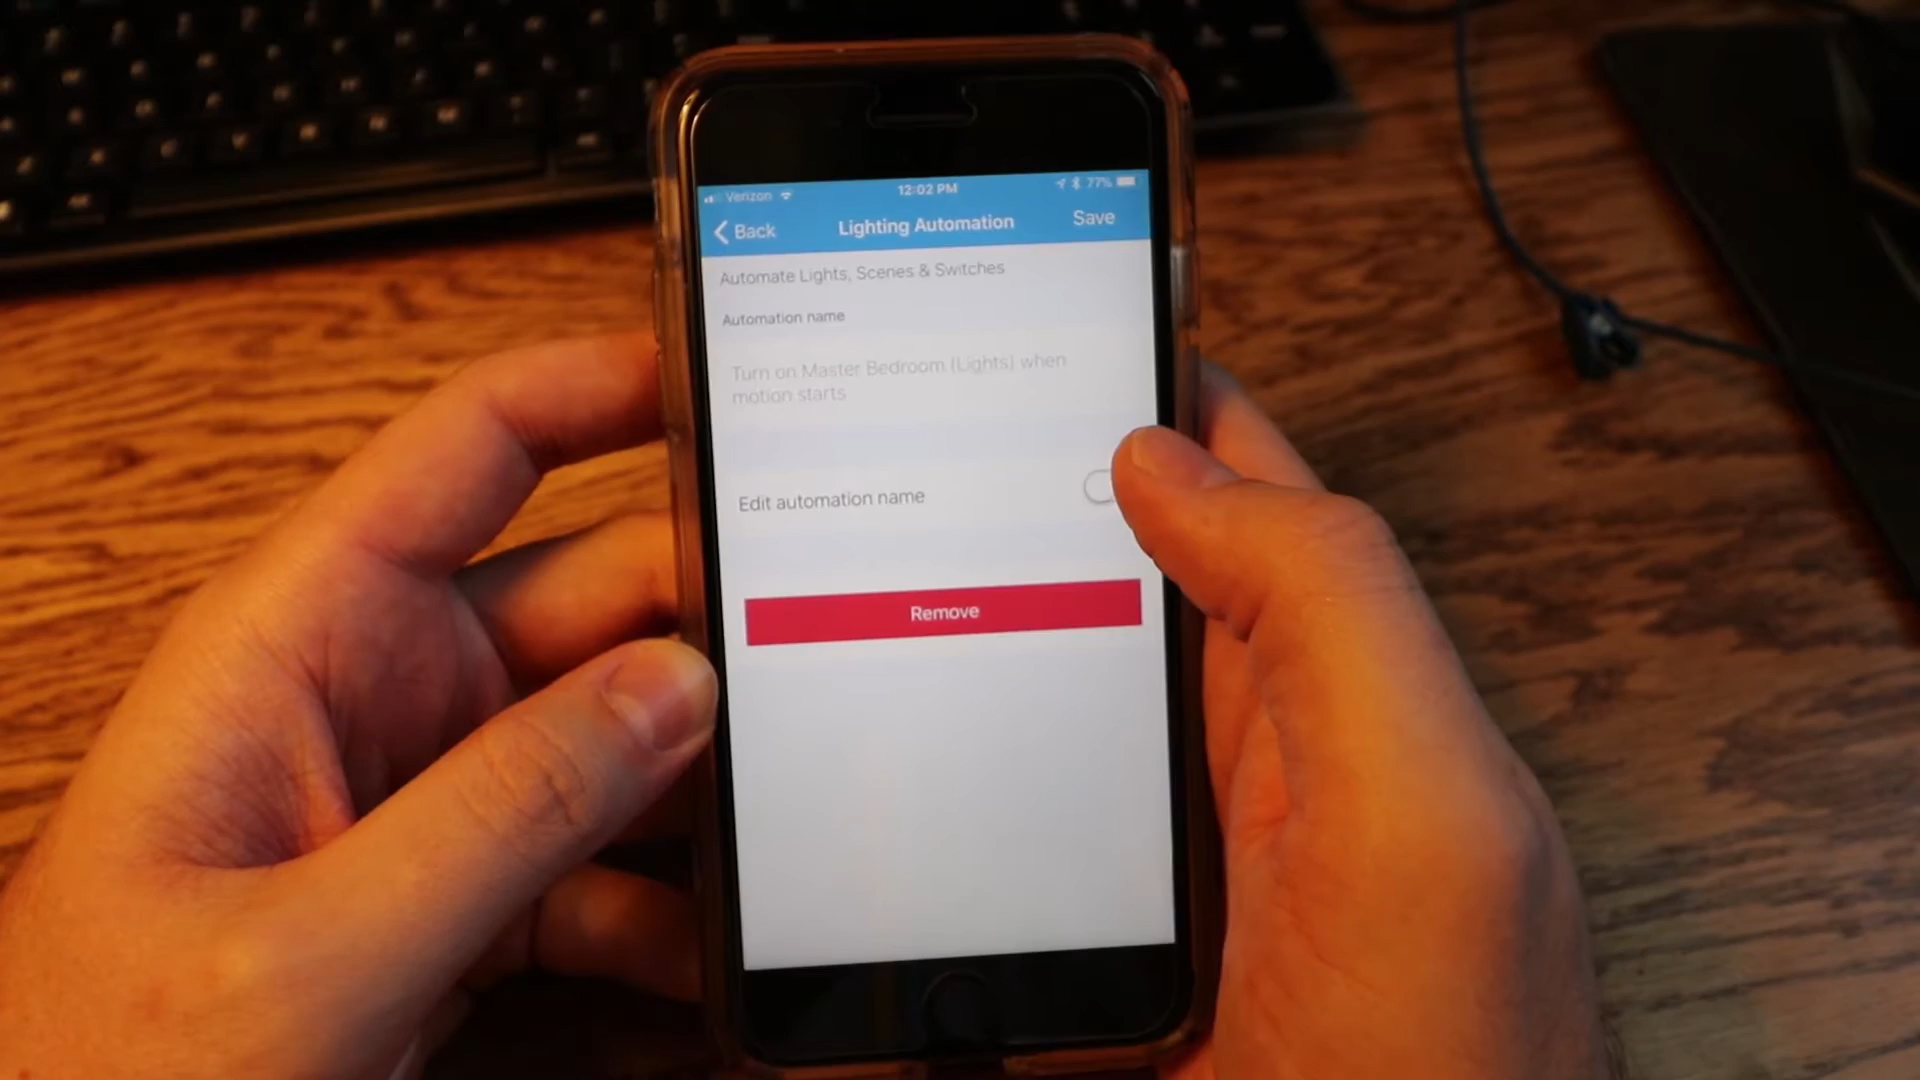 Verizon 12:02 PM 77%
Back Lighting Automation Save
Automate Lights, Scenes & Switches
Automation name
Turn on Master Bedroom (Lights) when
motion starts
Edit automation name
Remove